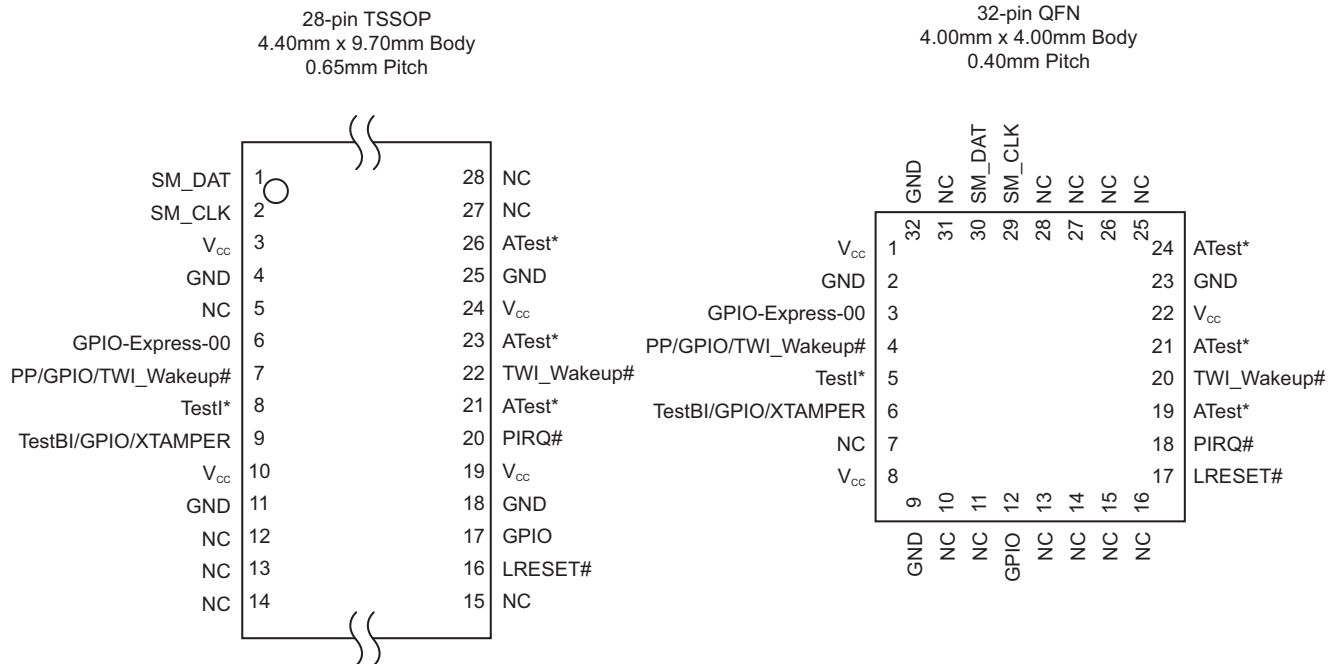 28-pin TSSOP
4.40mm x 9.70mm Body
0.65mm Pitch
SM_DAT 1 28 NC
SM_CLK 2 27 NC
Vcc 3 26 ATest*
GND 4 25 GND
NC 5 24 Vcc
GPIO-Express-00 6 23 ATest*
PP/GPIO/TWI_Wakeup# 7 22 TWI_Wakeup#
TestI* 8 21 ATest*
TestBI/GPIO/XTAMPER 9 20 PIRQ#
Vcc 10 19 Vcc
GND 11 18 GND
NC 12 17 GPIO
NC 13 16 LRESET#
NC 14 15 NC
32-pin QFN
4.00mm x 4.00mm Body
0.40mm Pitch
GND NC SM_DAT SM_CLK NC NC NC NC
32 31 30 29 28 27 26 25
Vcc 1 24 ATest*
GND 2 23 GND
GPIO-Express-00 3 22 Vcc
PP/GPIO/TWI_Wakeup# 4 21 ATest*
TestI* 5 20 TWI_Wakeup#
TestBI/GPIO/XTAMPER 6 19 ATest*
NC 7 18 PIRQ#
Vcc 8 17 LRESET#
9 10 11 12 13 14 15 16
GND NC NC GPIO NC NC NC NC